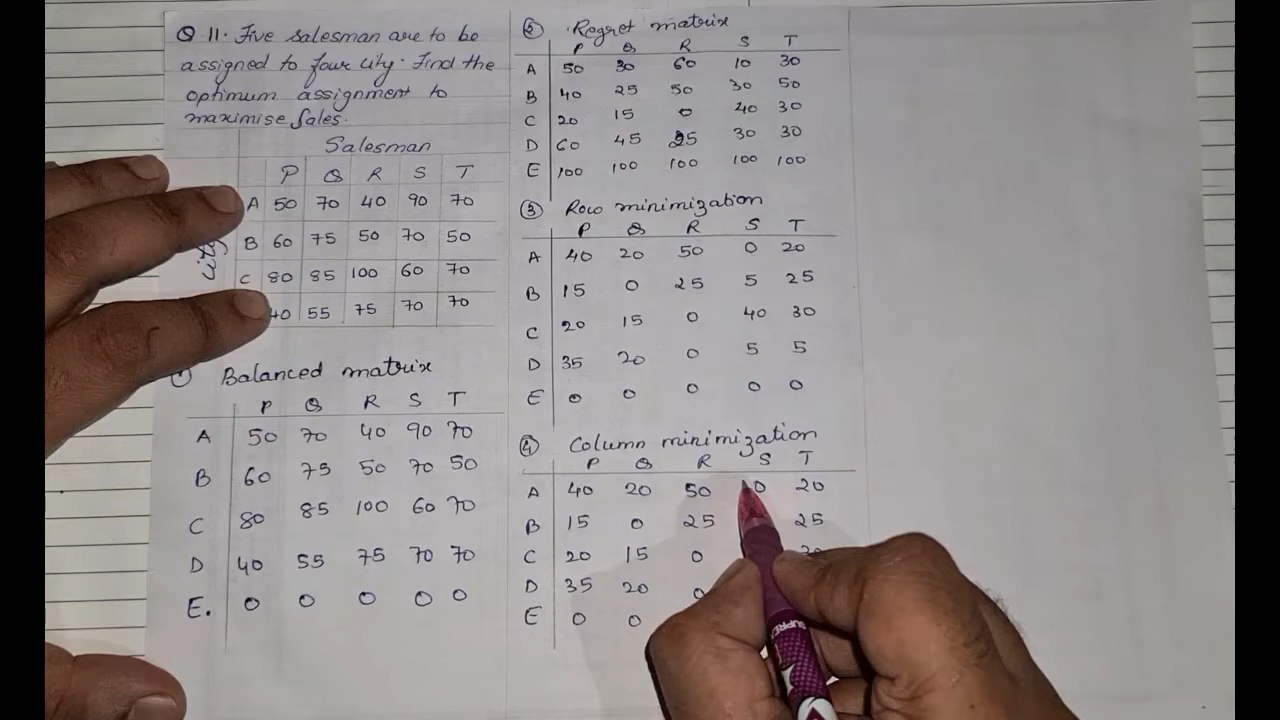 Q 11. Five salesman are to be
assigned to four city. Find the
optimum assignment to
maximise Sales.
Salesman
P Q R S T
A 50 70 40 90 70
B 60 75 50 70 50
C 80 85 100 60 70
40 55 75 70 70
Balanced matrix
P Q R S T
A 50 70 40 90 70
B 60 75 50 70 50
C 80 85 100 60 70
D 40 55 75 70 70
E. 0 0 0 0 0
② Regret matrix
P Q R S T
A 50 30 60 10 30
B 40 25 50 30 50
C 20 15 0 40 30
D 60 45 25 30 30
E 100 100 100 100 100
③ Row minimization
P Q R S T
A 40 20 50 0 20
B 15 0 25 5 25
C 20 15 0 40 30
D 35 20 0 5 5
E 0 0 0 0 0
④ Column minimization
P Q R S T
A 40 20 50 0 20
B 15 0 25 25
C 20 15 0
D 35 20 0
E 0 0
SUPREME